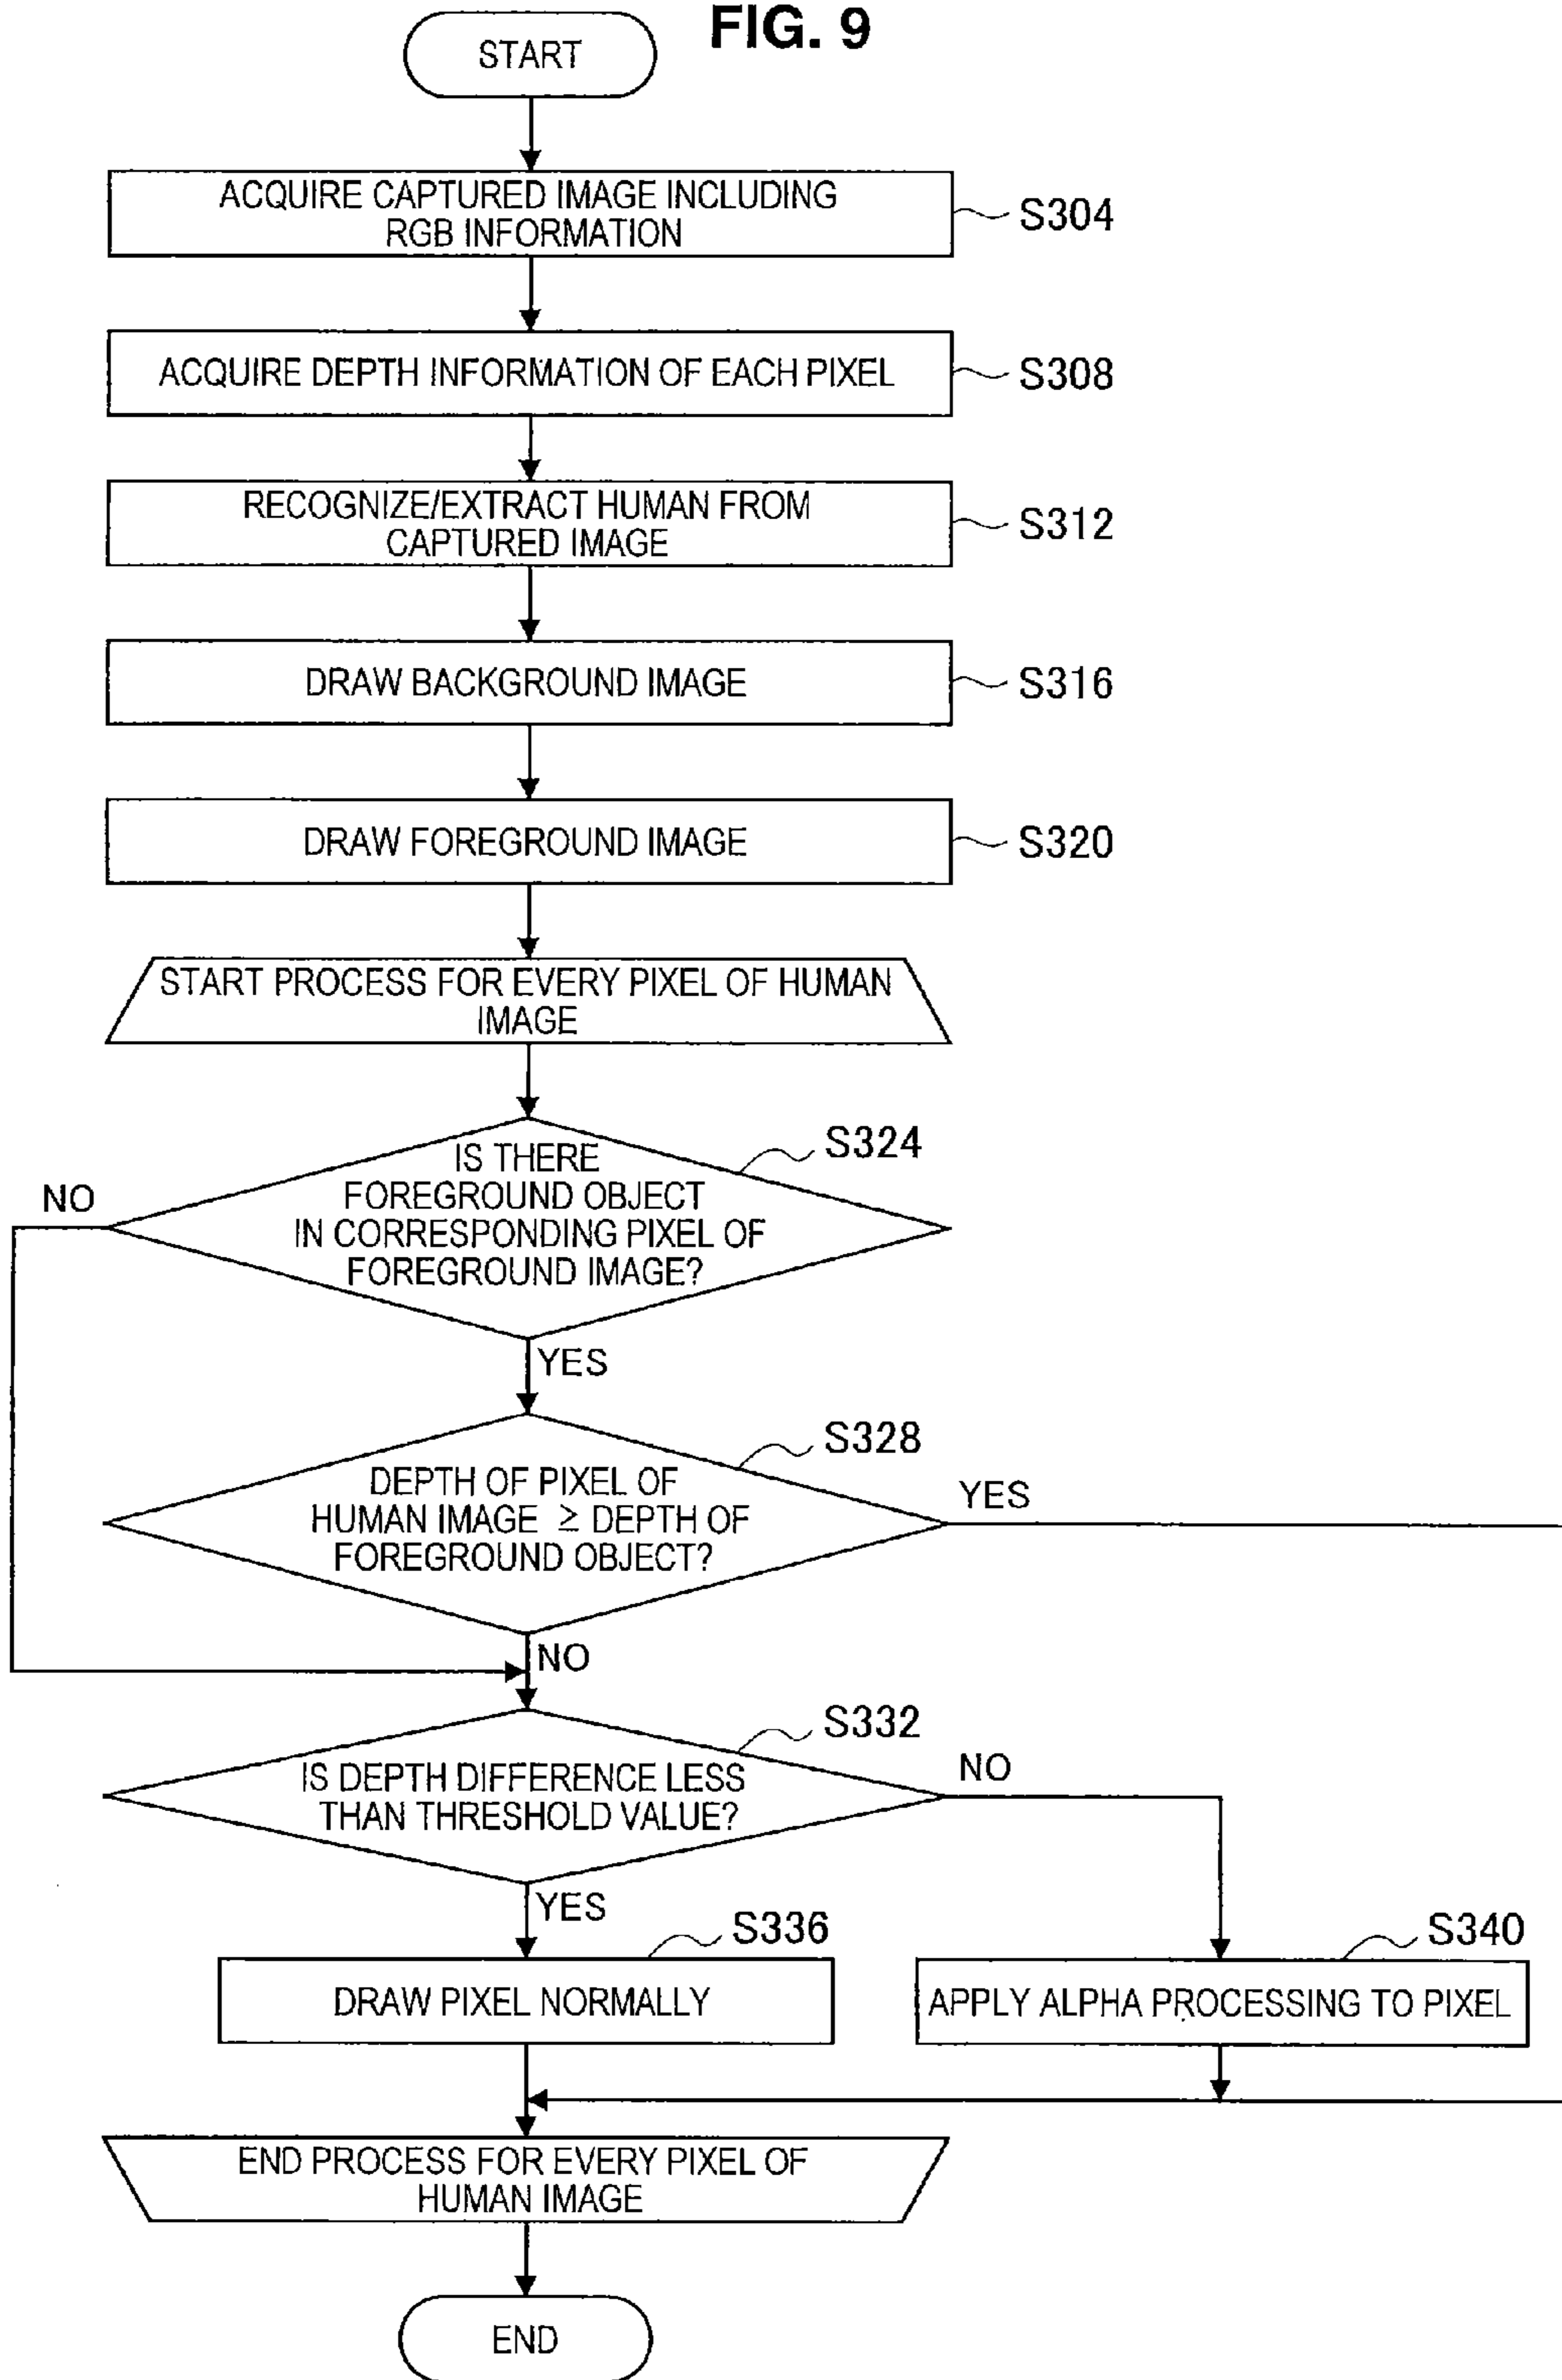 FIG. 9
START
ACQUIRE CAPTURED IMAGE INCLUDING
RGB INFORMATION
S304
ACQUIRE DEPTH INFORMATION OF EACH PIXEL
S308
RECOGNIZE/EXTRACT HUMAN FROM
CAPTURED IMAGE
S312
DRAW BACKGROUND IMAGE
S316
DRAW FOREGROUND IMAGE
S320
START PROCESS FOR EVERY PIXEL OF HUMAN
IMAGE
S324
IS THERE
FOREGROUND OBJECT
IN CORRESPONDING PIXEL OF
FOREGROUND IMAGE?
NO
YES
S328
DEPTH OF PIXEL OF
HUMAN IMAGE ≥ DEPTH OF
FOREGROUND OBJECT?
YES
NO
S332
IS DEPTH DIFFERENCE LESS
THAN THRESHOLD VALUE?
NO
YES
S336
DRAW PIXEL NORMALLY
S340
APPLY ALPHA PROCESSING TO PIXEL
END PROCESS FOR EVERY PIXEL OF
HUMAN IMAGE
END